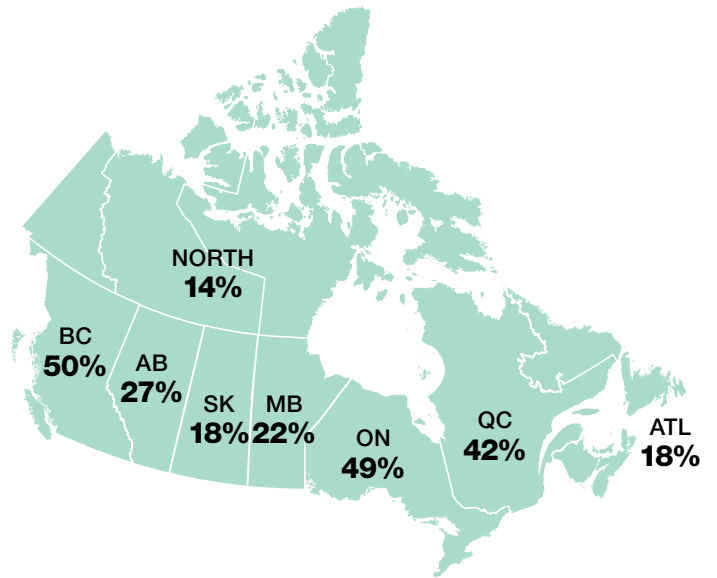 NORTH
14%
BC
50%
AB
27%
SK
18%
MB
22%
ON
49%
QC
42%
ATL
18%